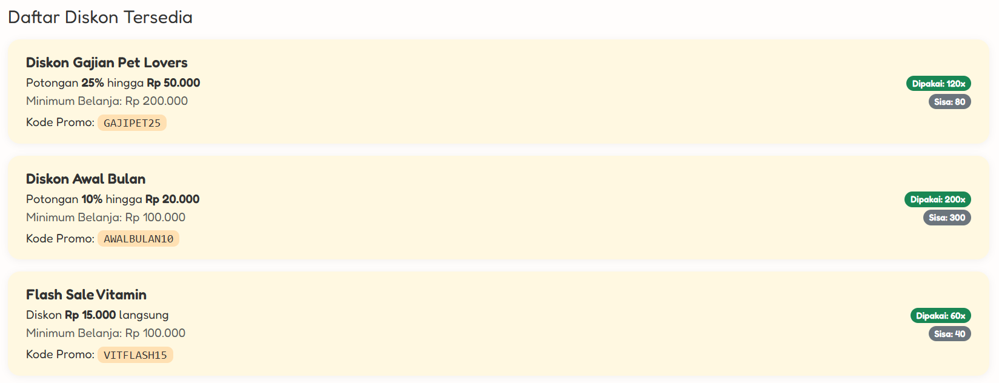 Daftar Diskon Tersedia
Diskon Gajian Pet Lovers
Potongan 25% hingga Rp 50.000
Minimum Belanja: Rp 200.000
Kode Promo: GAJIPET25
Dipakai: 120x
Sisa: 80
Diskon Awal Bulan
Potongan 10% hingga Rp 20.000
Minimum Belanja: Rp 100.000
Kode Promo: AWALBULAN10
Dipakai: 200x
Sisa: 300
Flash Sale Vitamin
Diskon Rp 15.000 langsung
Minimum Belanja: Rp 100.000
Kode Promo: VITFLASH15
Dipakai: 60x
Sisa: 40